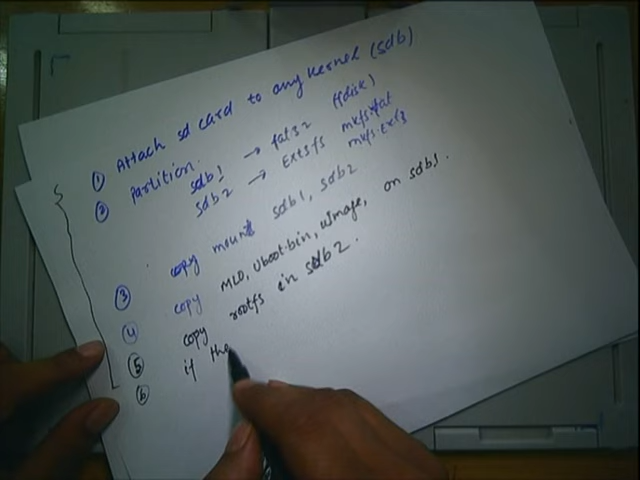 ① Attach sd card to any kernel (sdb)
② partition. (fdisk)
sdb1 → fat32 mkfs.fat
sdb2 → Ext3fs mkfs.ext3
③ copy mount sdb1, sdb2
④ copy MLO, Uboot.bin, uImage, on sdb1.
⑤ copy rootfs in sdb2.
⑥ if the